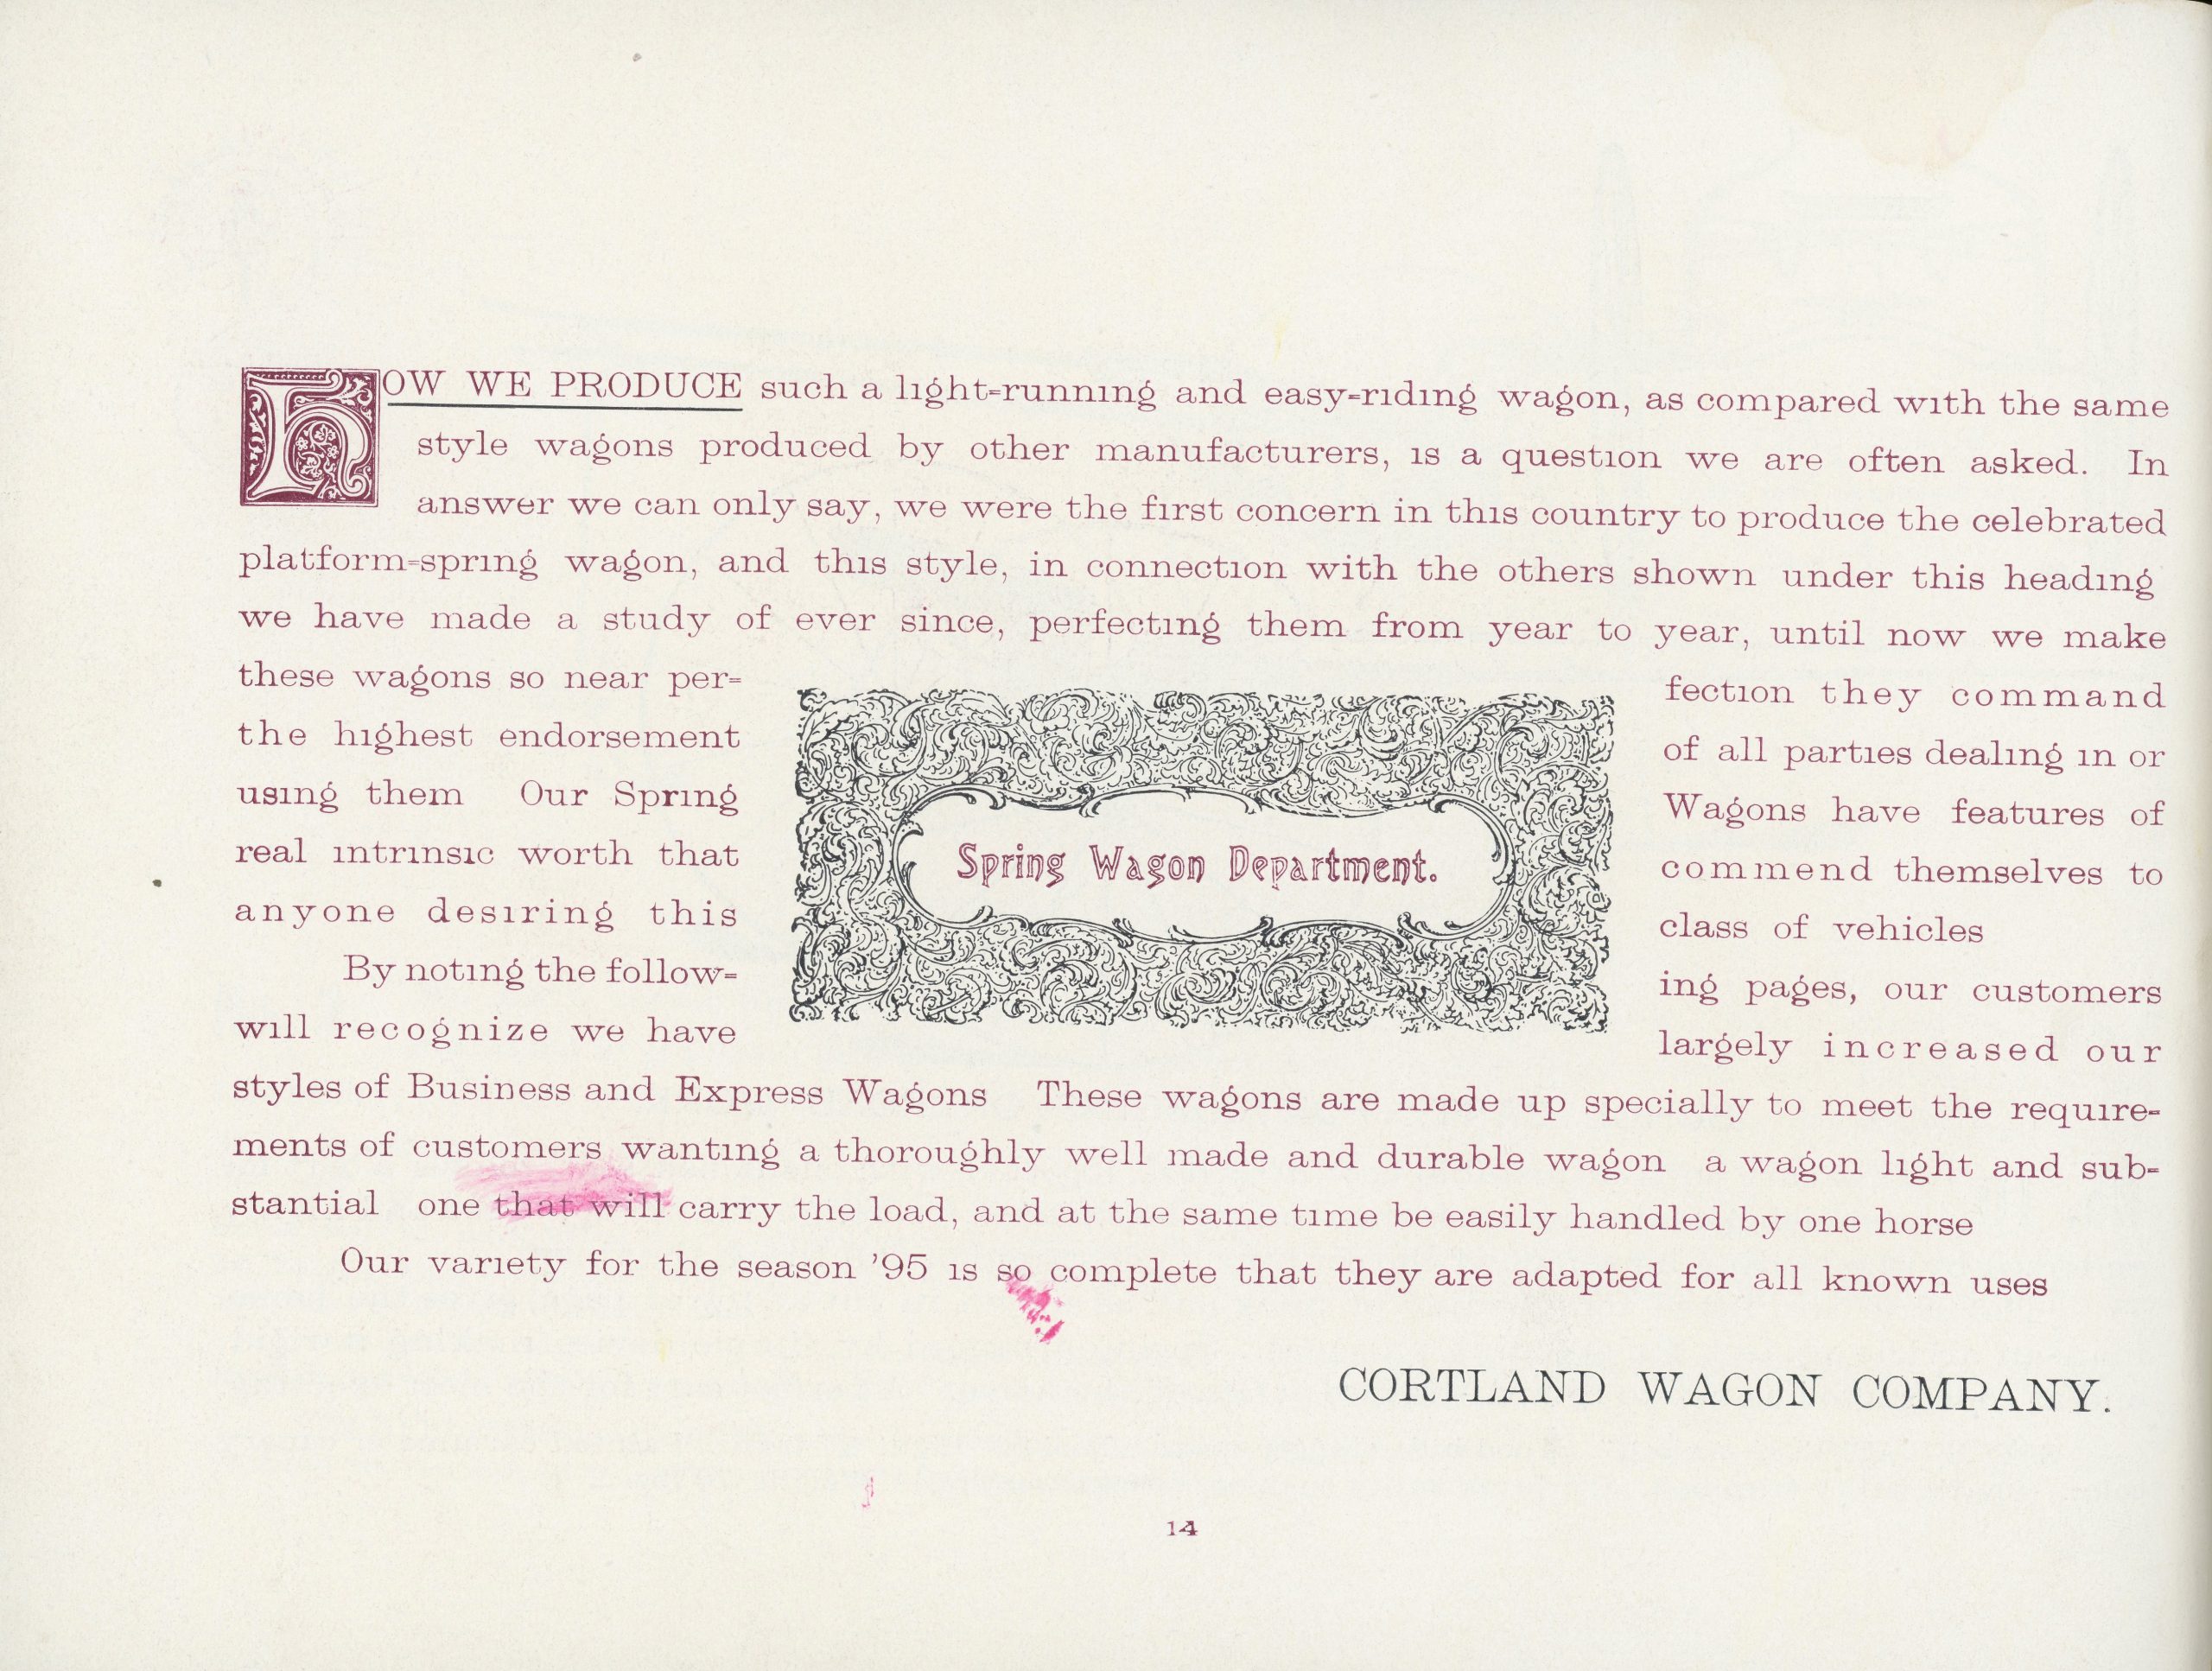 HOW WE PRODUCE such a light-running and easy-riding wagon, as compared with the same
style wagons produced by other manufacturers, is a question we are often asked. In
answer we can only say, we were the first concern in this country to produce the celebrated
platform-spring wagon, and this style, in connection with the others shown under this heading
we have made a study of ever since, perfecting them from year to year, until now we make
these wagons so near per- fection they command
the highest endorsement of all parties dealing in or
using them Our Spring Wagons have features of
real intrinsic worth that commend themselves to
anyone desiring this class of vehicles
By noting the follow- ing pages, our customers
will recognize we have largely increased our
Spring Wagon Department.
styles of Business and Express Wagons These wagons are made up specially to meet the require-
ments of customers wanting a thoroughly well made and durable wagon a wagon light and sub-
stantial one that will carry the load, and at the same time be easily handled by one horse
Our variety for the season '95 is so complete that they are adapted for all known uses
CORTLAND WAGON COMPANY.
14